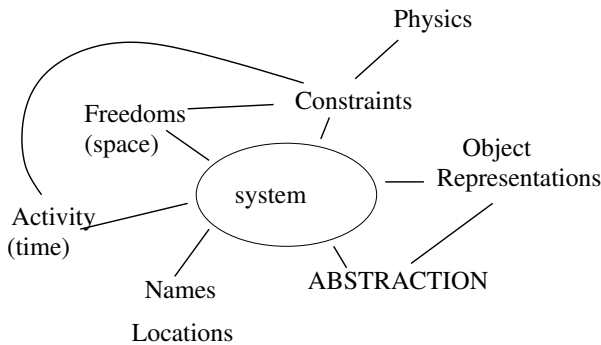 Physics
Constraints
Freedoms
(space)
Object
Representations
system
Activity
(time)
ABSTRACTION
Names
Locations